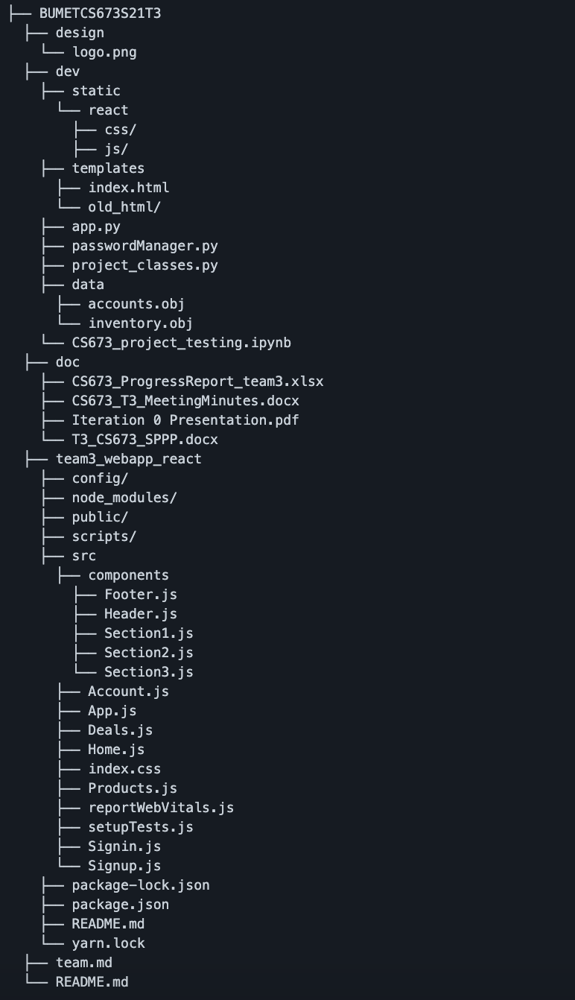 ├── BUMETCS673S21T3
  ├── design
    └── logo.png
  ├── dev
    ├── static
      └── react
        ├── css/
        ├── js/
    ├── templates
      ├── index.html
      └── old_html/
    ├── app.py
    ├── passwordManager.py
    ├── project_classes.py
    ├── data
      ├── accounts.obj
      └── inventory.obj
    └── CS673_project_testing.ipynb
  ├── doc
    ├── CS673_ProgressReport_team3.xlsx
    ├── CS673_T3_MeetingMinutes.docx
    ├── Iteration 0 Presentation.pdf
    └── T3_CS673_SPPP.docx
  ├── team3_webapp_react
    ├── config/
    ├── node_modules/
    ├── public/
    ├── scripts/
    ├── src
      ├── components
        ├── Footer.js
        ├── Header.js
        ├── Section1.js
        ├── Section2.js
        └── Section3.js
      ├── Account.js
      ├── App.js
      ├── Deals.js
      ├── Home.js
      ├── index.css
      ├── Products.js
      ├── reportWebVitals.js
      ├── setupTests.js
      ├── Signin.js
      └── Signup.js
    ├── package-lock.json
    ├── package.json
    ├── README.md
    └── yarn.lock
  ├── team.md
  └── README.md